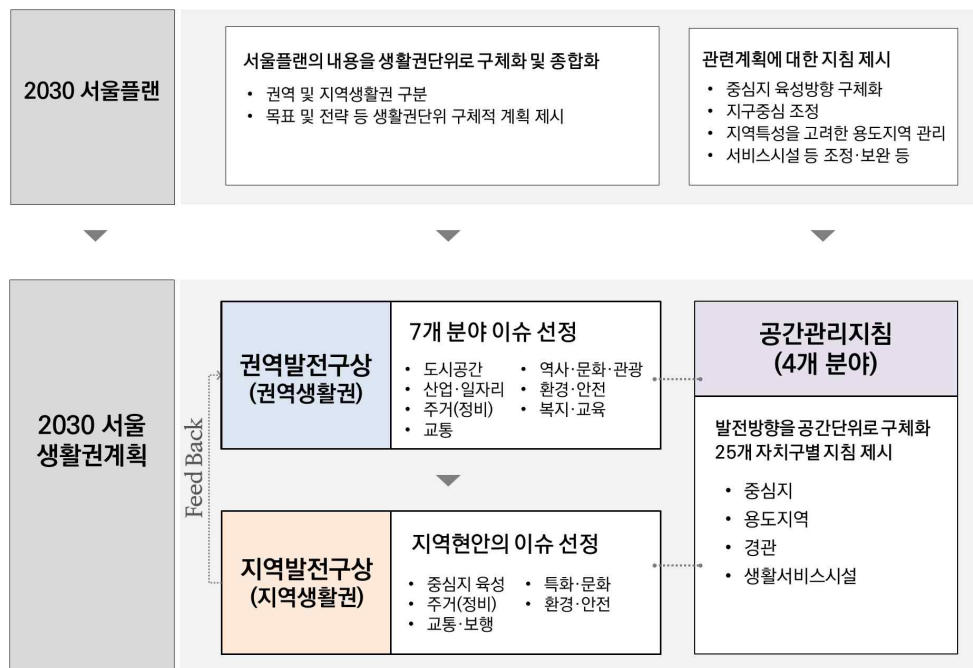 2030 서울플랜
서울플랜의 내용을 생활권단위로 구체화 및 종합화
• 권역 및 지역생활권 구분
• 목표 및 전략 등 생활권단위 구체적 계획 제시
관련계획에 대한 지침 제시
• 중심지 육성방향 구체화
• 지구중심 조정
• 지역특성을 고려한 용도지역 관리
• 서비스시설 등 조정·보완 등
2030 서울
생활권계획
Feed Back
권역발전구상
(권역생활권)
7개 분야 이슈 선정
• 도시공간
• 산업·일자리
• 주거(정비)
• 교통
• 역사·문화·관광
• 환경·안전
• 복지·교육
지역발전구상
(지역생활권)
지역현안의 이슈 선정
• 중심지 육성
• 주거(정비)
• 교통·보행
• 특화·문화
• 환경·안전
공간관리지침
(4개 분야)
발전방향을 공간단위로 구체화
25개 자치구별 지침 제시
• 중심지
• 용도지역
• 경관
• 생활서비스시설